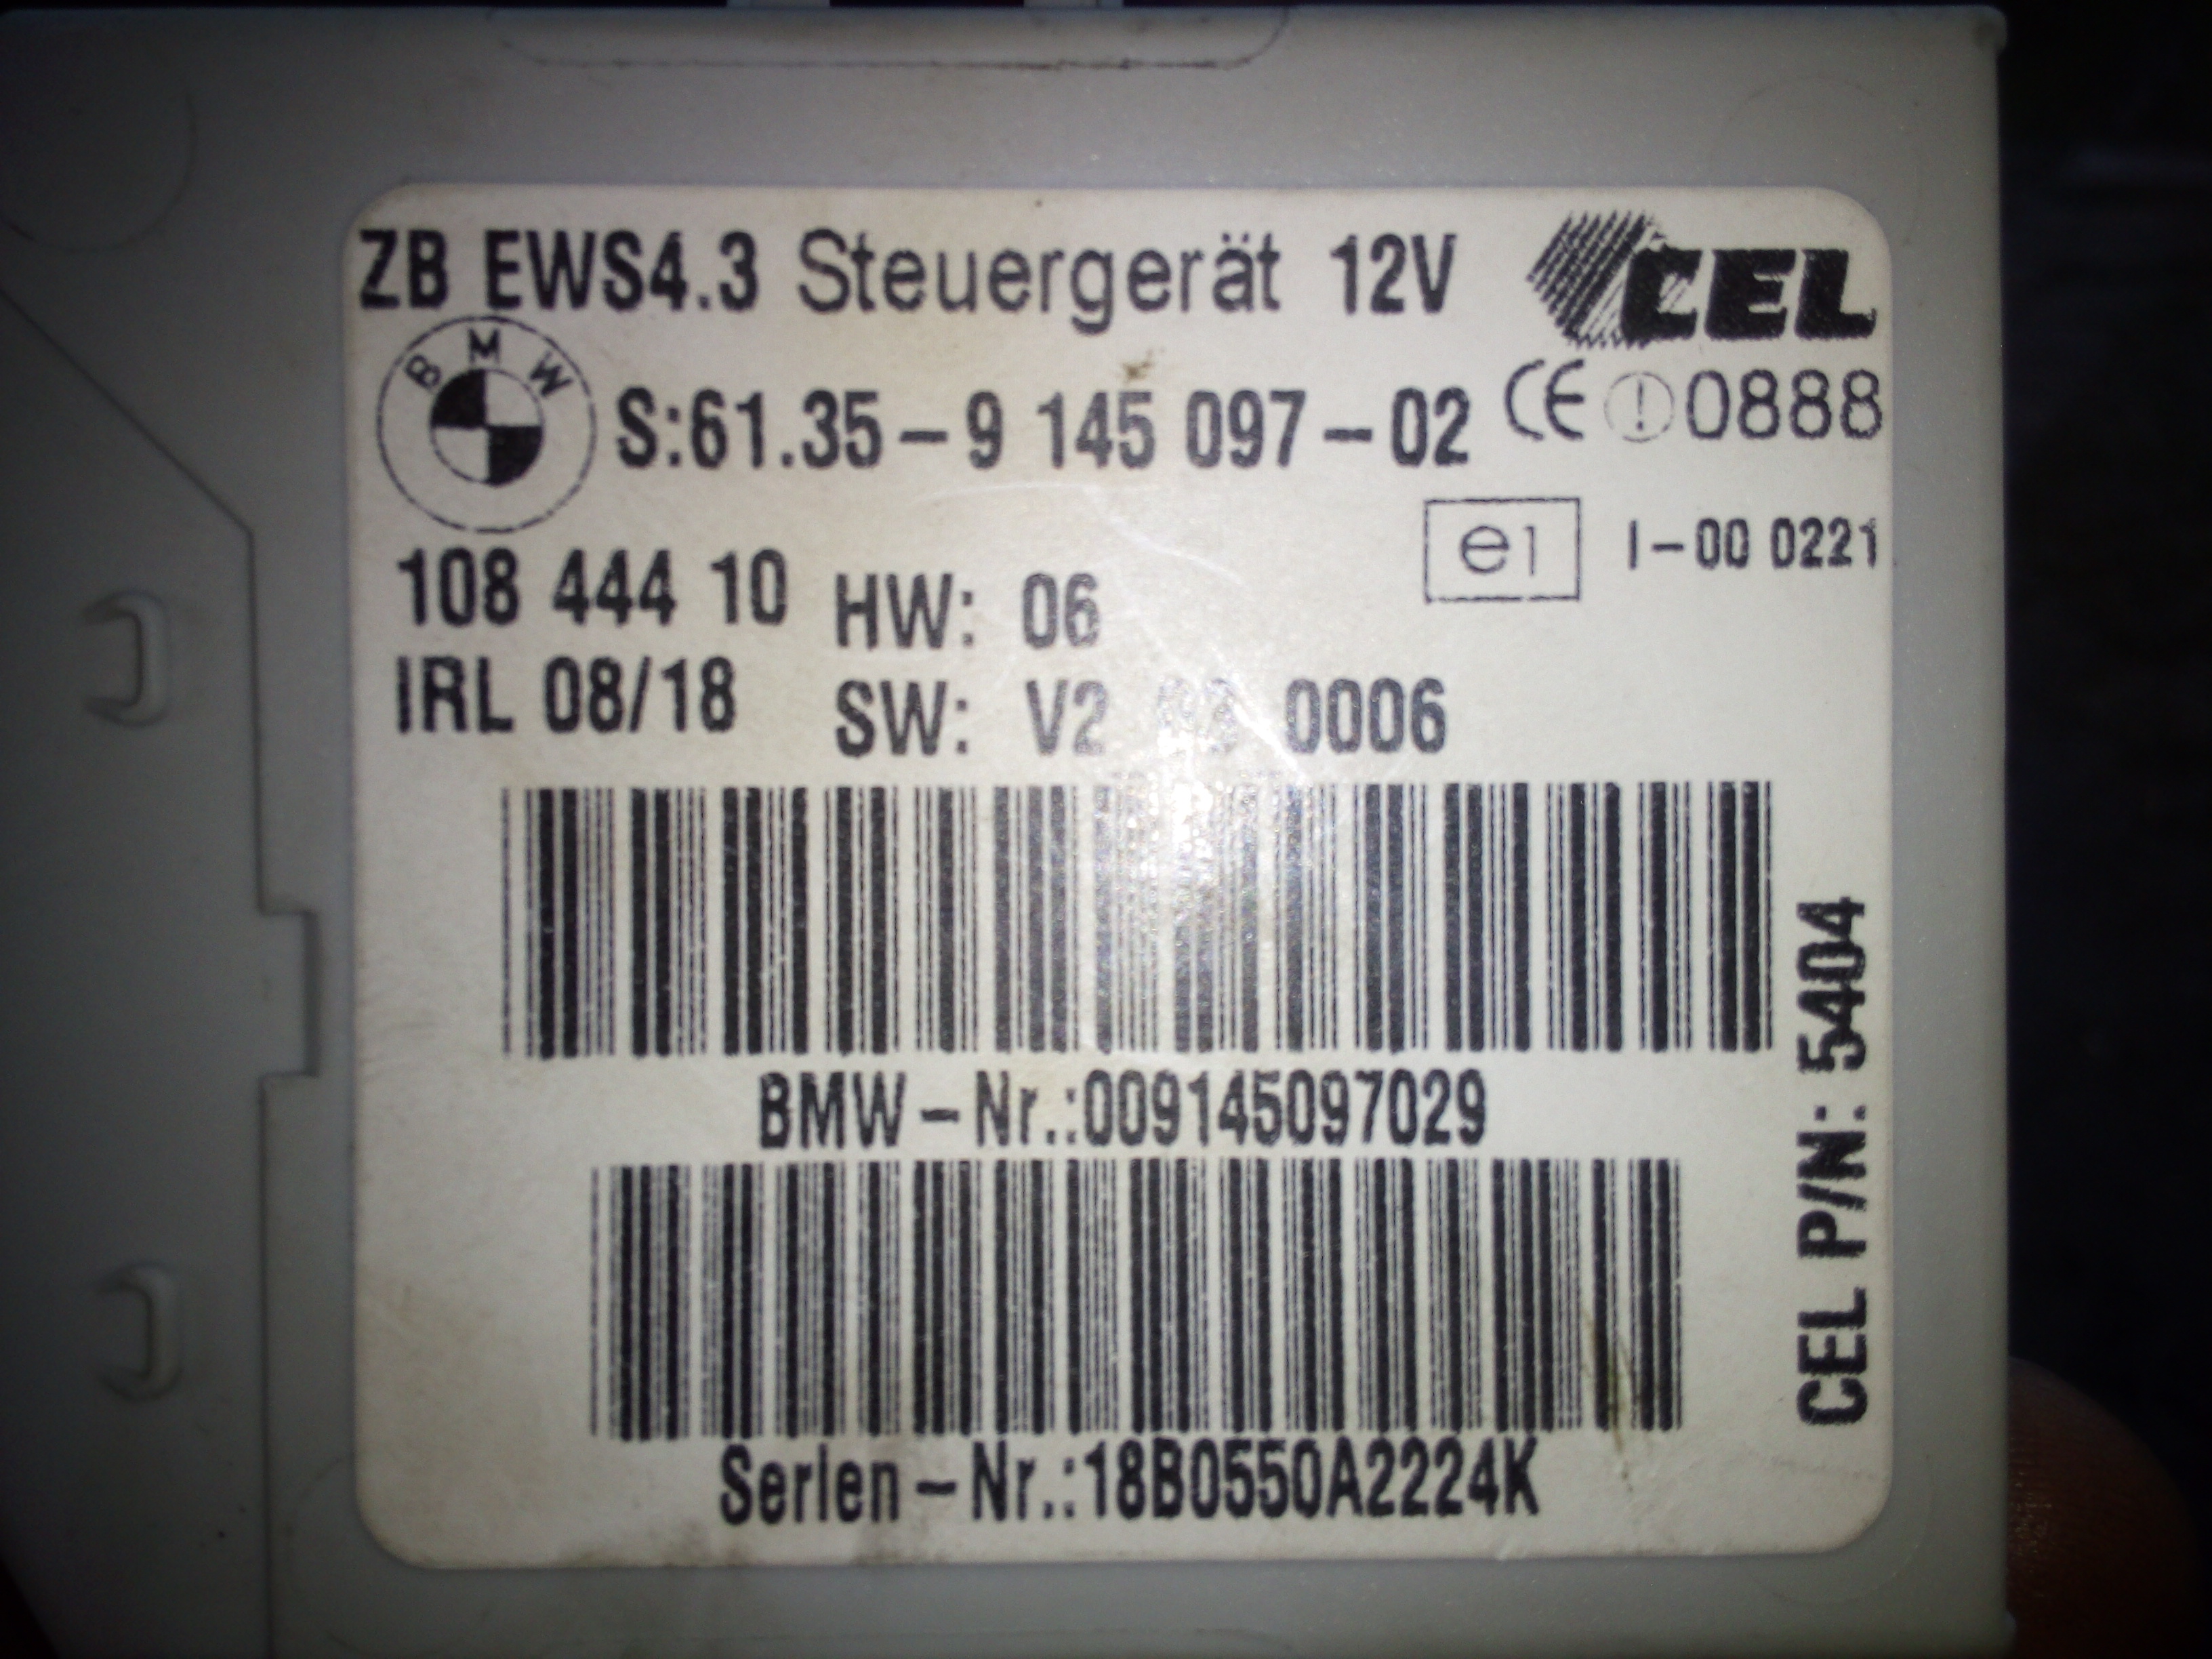 ZB EWS4.3 Steuergerät 12V
CEL
BMW
S:61.35-9 145 097-02
CE 0888
e1 I-00 0221
108 444 10
HW: 06
IRL 08/18
SW: V2 0006
BMW-Nr.:009145097029
Serien-Nr.:18B0550A2224K
CEL P/N: 5404